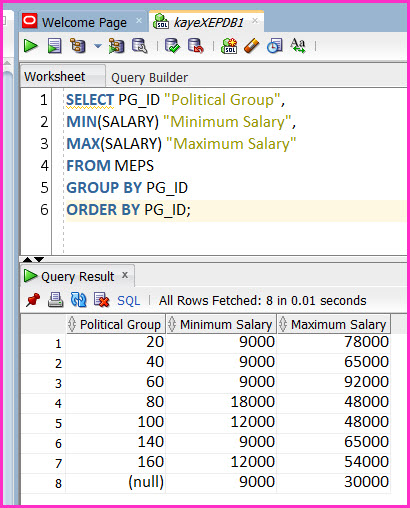 Welcome Page × kayeXEPDB1 ×
SQL Aa
Worksheet Query Builder
1 SELECT PG_ID "Political Group",
2 MIN(SALARY) "Minimum Salary",
3 MAX(SALARY) "Maximum Salary"
4 FROM MEPS
5 GROUP BY PG_ID
6 ORDER BY PG_ID;
Query Result ×
SQL | All Rows Fetched: 8 in 0.01 seconds
Political Group Minimum Salary Maximum Salary
1 20 9000 78000
2 40 9000 65000
3 60 9000 92000
4 80 18000 48000
5 100 12000 48000
6 140 9000 65000
7 160 12000 54000
8 (null) 9000 30000